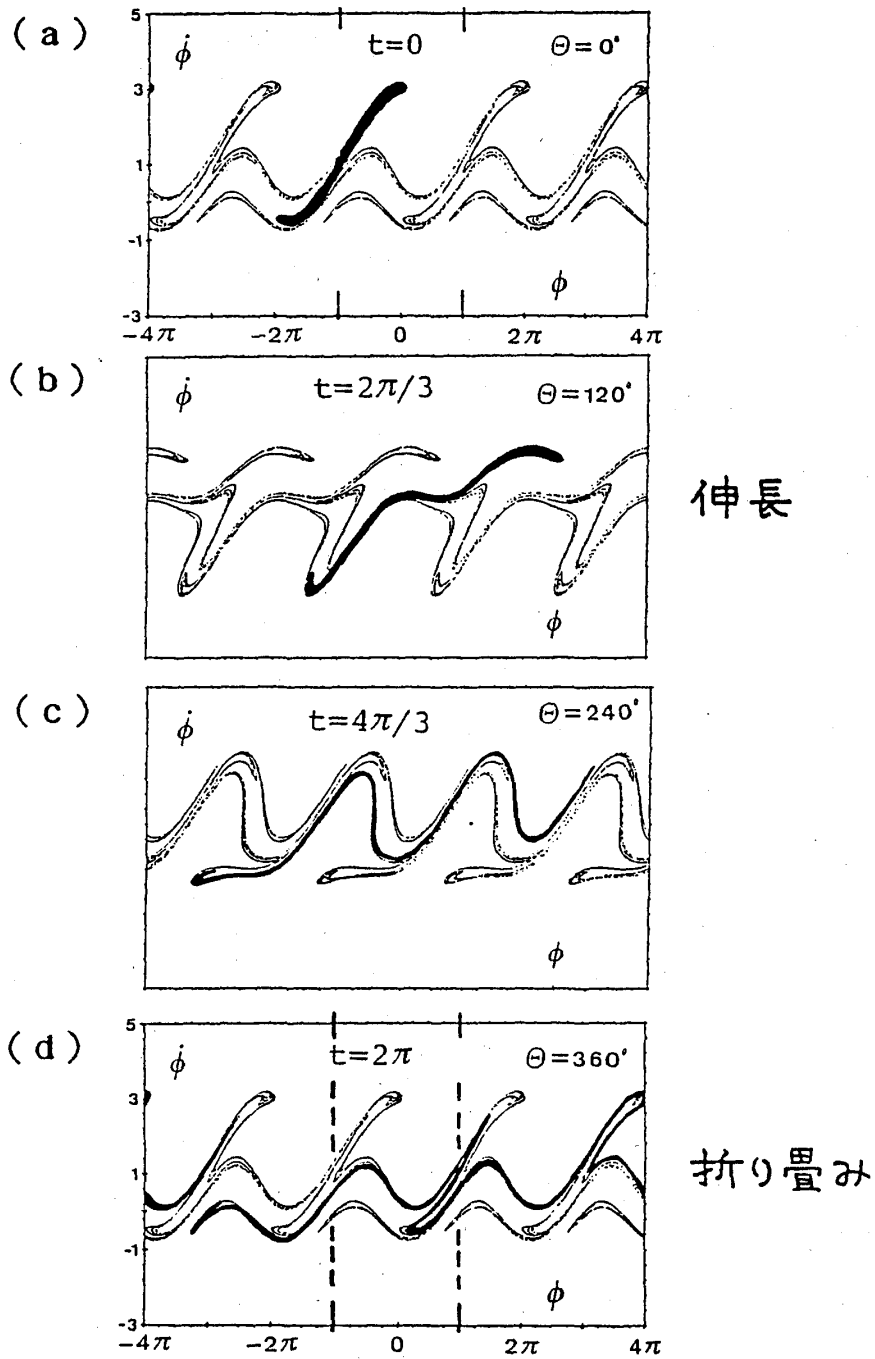 (a)
ϕ̇ t=0 Θ=0°
5
3
1
-1
-3
ϕ
−4π −2π 0 2π 4π
(b)
ϕ̇ t=2π/3 Θ=120°
伸長
ϕ
(c)
ϕ̇ t=4π/3 Θ=240°
ϕ
(d)
ϕ̇ t=2π Θ=360°
5
3
1
-1
-3
折り畳み
ϕ
−4π −2π 0 2π 4π